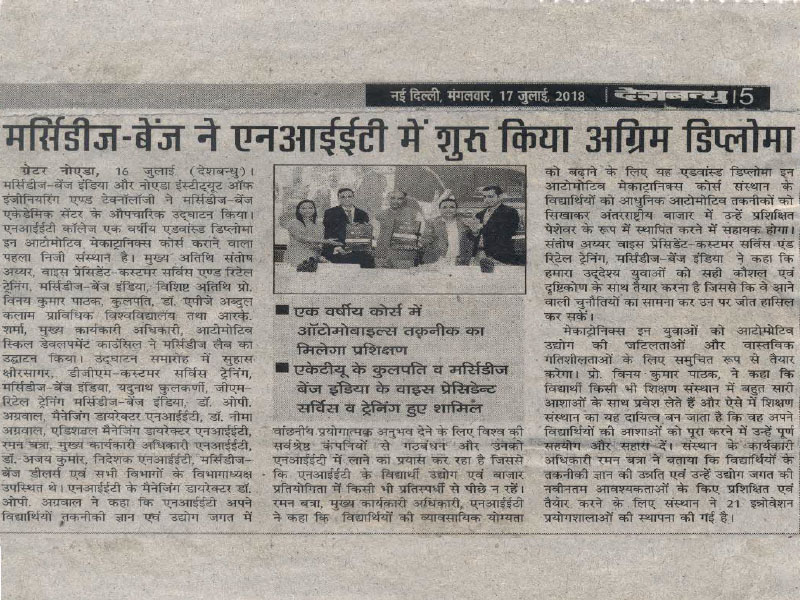 नई दिल्ली, मंगलवार, 17 जुलाई, 2018
देशबन्धु | 5
मर्सिडीज-बेंज ने एनआईईटी में शुरू किया अग्रिम डिप्लोमा
ग्रेटर नोएडा, 16 जुलाई (देशबन्धु)।
मर्सिडीज-बेंज इंडिया और नोएडा ईंस्टीट्यूट ऑफ
इंजीनियरिंग एण्ड टेक्नॉलॉजी ने मर्सिडीज-बेंज
एकेडेमिक सेंटर के औपचारिक उद्घाटन किया।
एनआईईटी कॉलेज एक वर्षीय एडवांस्ड डिप्लोमा
इन आटोमोटिव मेकाट्रानिक्स कोर्स कराने वाला
पहला निजी संस्थान है। मुख्य अतिथि संतोष
अय्यर, वाइस प्रेसिडेंट-कस्टमर सर्विस एण्ड रिटेल
ट्रेनिंग, मर्सिडीज-बेंज इंडिया, विशिष्ट अतिथि प्रो.
विनय कुमार पाठक, कुलपति, डॉ. एपीजे अब्दुल
कलाम प्राविधिक विश्वविद्यालय तथा आरके.
शर्मा, मुख्य कार्यकारी अधिकारी, आटोमोटिव
स्किल डेवलपमेंट काउंसिल ने मर्सिडीज लैब का
उद्घाटन किया। उद्घाटन समारोह में सुहास
क्षीरसागर, डीजीएम-कस्टमर सर्विस ट्रेनिंग,
मर्सिडीज-बेंज इंडिया, यदुनाथ कुलकर्णी, जीएम-
रिटेल ट्रेनिंग मर्सिडीज-बेंज इंडिया, डॉ. ओपी.
अग्रवाल, मैनेजिंग डायरेक्टर एनआईईटी, डॉ. नीमा
अग्रवाल, एडिशवल मैनेजिंग डायरेक्टर एनआईईटी,
रमन बत्रा, मुख्य कार्यकारी अधिकारी एनआईईटी,
डॉ. अजय कुमार, निदेशक एनआईईटी, मर्सिडीज-
बेंज डीलर्स एवं सभी विभागों के विभागाध्यक्ष
उपस्थित थे। एनआईईटी के मैनेजिंग डायरेक्टर डॉ.
ओपी. अग्रवाल ने कहा कि एनआईईटी अपने
विद्यार्थियों तकनीकी ज्ञान एवं उद्योग जगत में
■ एक वर्षीय कोर्स में
ऑटोमोबाइल्स तकनीक का
मिलेगा प्रशिक्षण
■ एकेटीयू के कुलपति व मर्सिडीज
बेंज इंडिया के वाइस प्रेसिडेन्ट
सर्विस व ट्रेनिंग हुए शामिल
वांछनीय प्रयोगात्मक अनुभव देने के लिए विश्व की
सर्वश्रेष्ठ कंपनियों से गठबंधन और उनको
एनआईईटी में लाने का प्रयास कर रहा है जिससे
कि एनआईईटी के विद्यार्थी उद्योग एवं बाजार
प्रतियोगिता में किसी भी प्रतिस्पर्धी से पीछे न रहें।
रमन बत्रा, मुख्य कार्यकारी अधिकारी, एनआईईटी
ने कहा कि विद्यार्थियों की व्यावसायिक योग्यता
को बढ़ाने के लिए यह एडवांस्ड डिप्लोमा इन
आटोमोटिव मेकाट्रानिक्स कोर्स संस्थान के
विद्यार्थियों को आधुनिक आटोमोटिव तकनीकों को
सिखाकर अंतरराष्ट्रीय बाजार में उन्हें प्रशिक्षित
पेशेवर के रूप में स्थापित करने में सहायक होगा।
संतोष अय्यर वाइस प्रेसिडेंट-कस्टमर सर्विस एंड
रिटेल ट्रेनिंग, मर्सिडीज-बेंज इंडिया ने कहा कि
हमारा उद्देश्य युवाओं को सही कौशल एवं
दृष्टिकोण के साथ तैयार करना है जिससे कि वे आने
वाली चुनौतियों का सामना कर उन पर जीत हासिल
कर सकें।
मेकाट्रोनिक्स इन युवाओं को आटोमोटिव
उद्योग की जटिलताओं और वास्तविक
गतिशीलताओं के लिए समुचित रूप से तैयार
करेगा। प्रो. विनय कुमार पाठक, ने कहा कि
विद्यार्थी किसी भी शिक्षण संस्थान में बहुत सारी
आशाओं के साथ प्रवेश लेते हैं और ऐसे में शिक्षण
संस्थान का यह दायित्व बन जाता है कि वह अपने
विद्यार्थियों की आशाओं को पूरा करने में उन्हें पूर्ण
सहयोग और सहारा दें। संस्थान के कार्यकारी
अधिकारी रमन बत्रा ने बताया कि विद्यार्थियों के
तकनीकी ज्ञान की उन्नति एवं उन्हें उद्योग जगत की
नवीनतम आवश्यकताओं के किए प्रशिक्षित एवं
तैयार करने के लिए संस्थान ने 21 इन्नोवेशन
प्रयोगशालाओं की स्थापना की गई है।